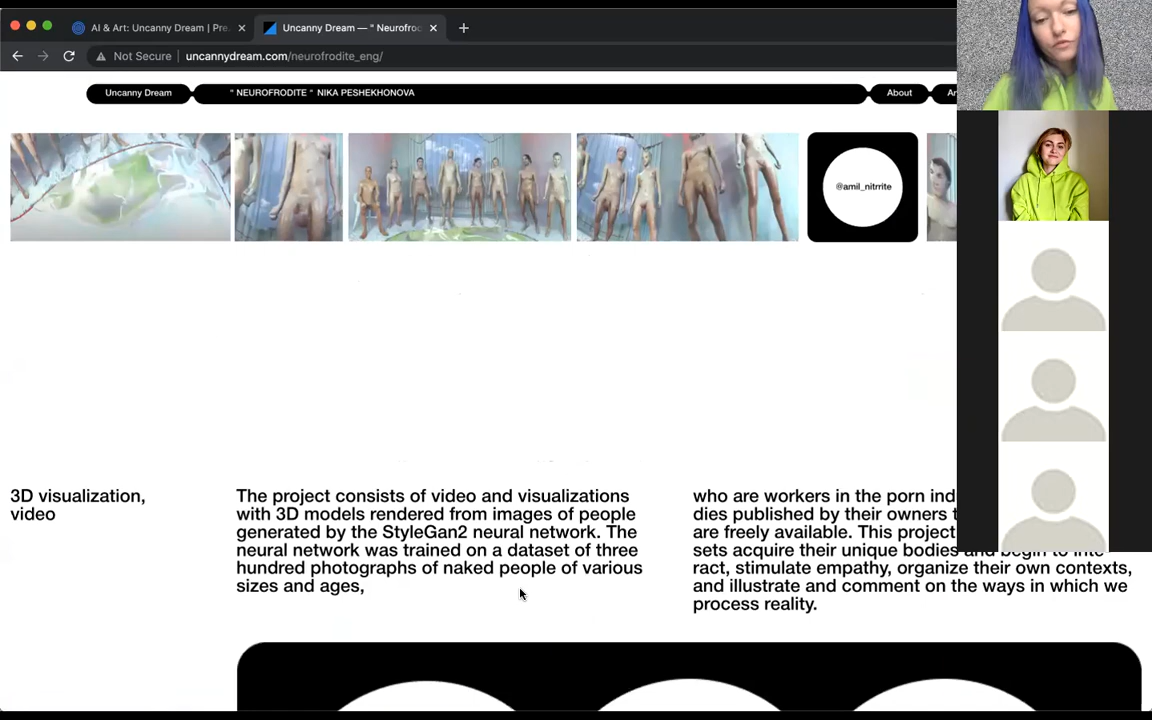 AI & Art: Uncanny Dream | Pre
Uncanny Dream — " Neurofro
Not Secure
uncannydream.com/neurofrodite_eng/
Uncanny Dream
" NEUROFRODITE " NIKA PESHEKHONOVA
About
@amil_nitrrite
3D visualization,
video
The project consists of video and visualizations
with 3D models rendered from images of people
generated by the StyleGan2 neural network. The
neural network was trained on a dataset of three
hundred photographs of naked people of various
sizes and ages,
who are workers in the porn ind
dies published by their owners
are freely available. This project
sets acquire their unique bodies and begin to inte-
ract, stimulate empathy, organize their own contexts,
and illustrate and comment on the ways in which we
process reality.